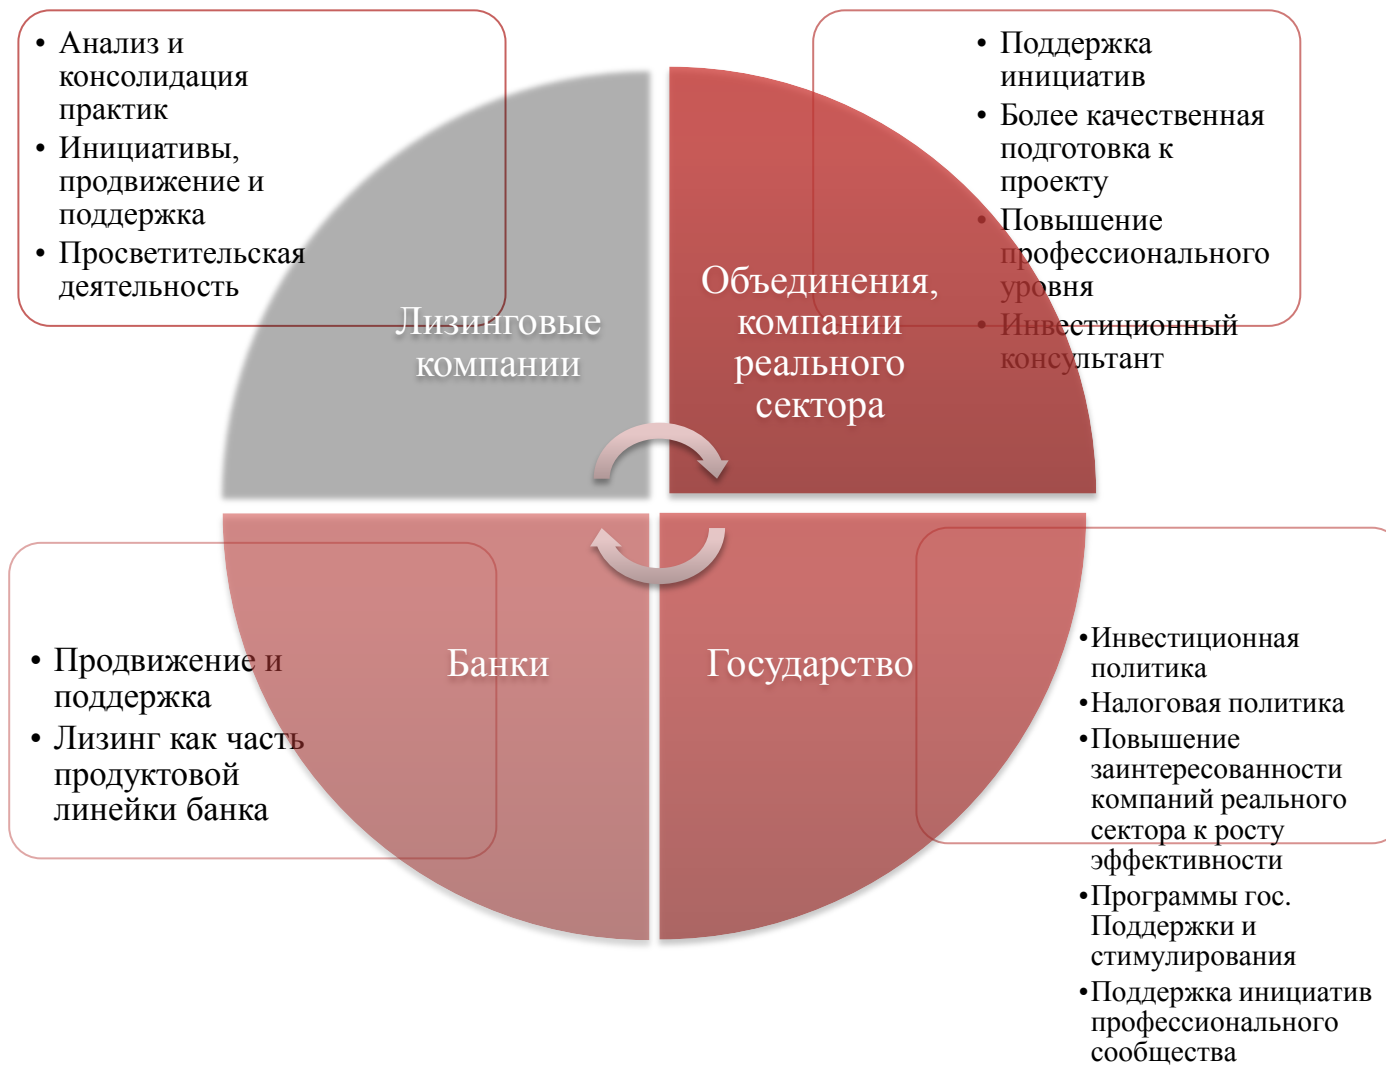 • Анализ и
консолидация
практик
• Инициативы,
продвижение и
поддержка
• Просветительская
деятельность
Лизинговые
компании
• Поддержка
инициатив
• Более качественная
подготовка к
проекту
• Повышение
профессионального
уровня
• Инвестиционный
консультант
Объединения,
компании
реального
сектора
• Продвижение и
поддержка
• Лизинг как часть
продуктовой
линейки банка
Банки
Государство
•Инвестиционная
политика
•Налоговая политика
•Повышение
заинтересованности
компаний реального
сектора к росту
эффективности
•Программы гос.
Поддержки и
стимулирования
•Поддержка инициатив
профессионального
сообщества